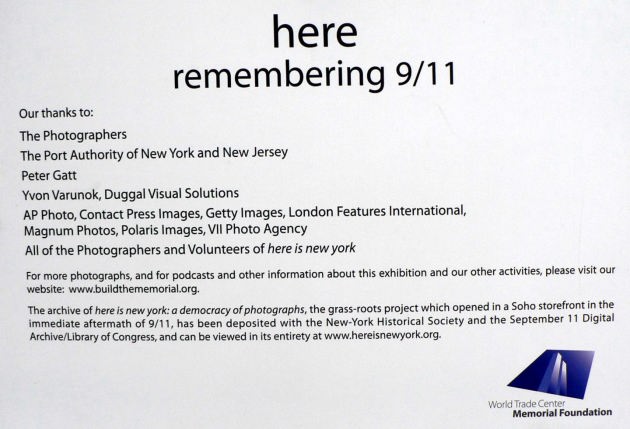 here
remembering 9/11
Our thanks to:
The Photographers
The Port Authority of New York and New Jersey
Peter Gatt
Yvon Varunok, Duggal Visual Solutions
AP Photo, Contact Press Images, Getty Images, London Features International,
Magnum Photos, Polaris Images, VII Photo Agency
All of the Photographers and Volunteers of here is new york
For more photographs, and for podcasts and other information about this exhibition and our other activities, please visit our
website: www.buildthememorial.org.
The archive of here is new york: a democracy of photographs, the grass-roots project which opened in a Soho storefront in the
immediate aftermath of 9/11, has been deposited with the New-York Historical Society and the September 11 Digital
Archive/Library of Congress, and can be viewed in its entirety at www.hereisnewyork.org.
World Trade Center
Memorial Foundation